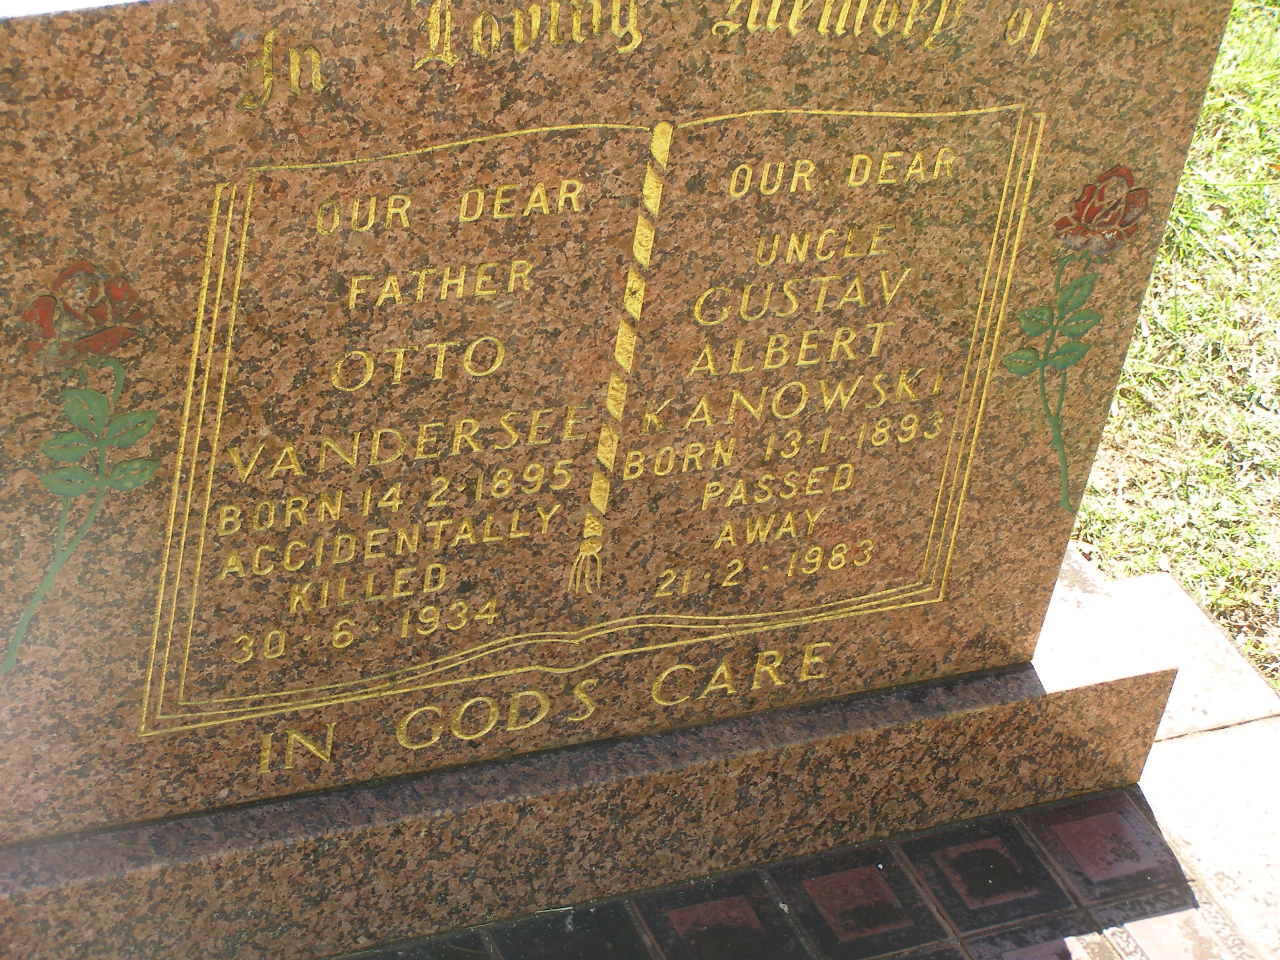 In Loving Memory of
OUR DEAR
FATHER
OTTO
VANDERSEE
BORN 14·2·1895
ACCIDENTALLY
KILLED
30·6·1934
OUR DEAR
UNCLE
GUSTAV
ALBERT
KANOWSKI
BORN 13·1·1893
PASSED
AWAY
21·2·1983
IN GODS CARE